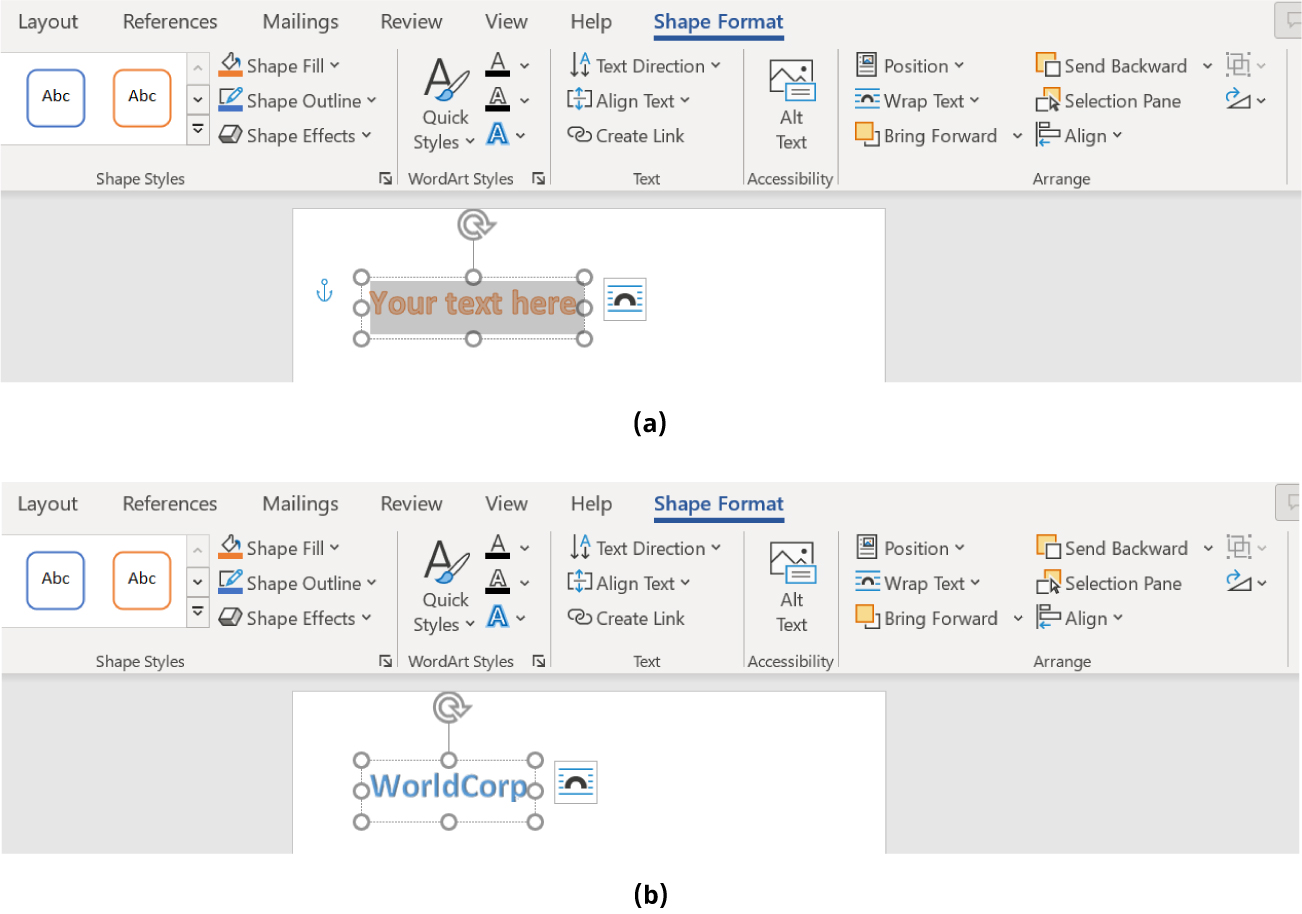 Layout References Mailings Review View Help Shape Format
Abc Abc Shape Fill Text Direction Position Send Backward
Shape Outline Quick Align Text Alt Wrap Text Selection Pane
Shape Effects Styles Create Link Text Bring Forward Align
Shape Styles WordArt Styles Text Accessibility Arrange
Your text here
(a)
Layout References Mailings Review View Help Shape Format
Abc Abc Shape Fill Text Direction Position Send Backward
Shape Outline Quick Align Text Alt Wrap Text Selection Pane
Shape Effects Styles Create Link Text Bring Forward Align
Shape Styles WordArt Styles Text Accessibility Arrange
WorldCorp
(b)